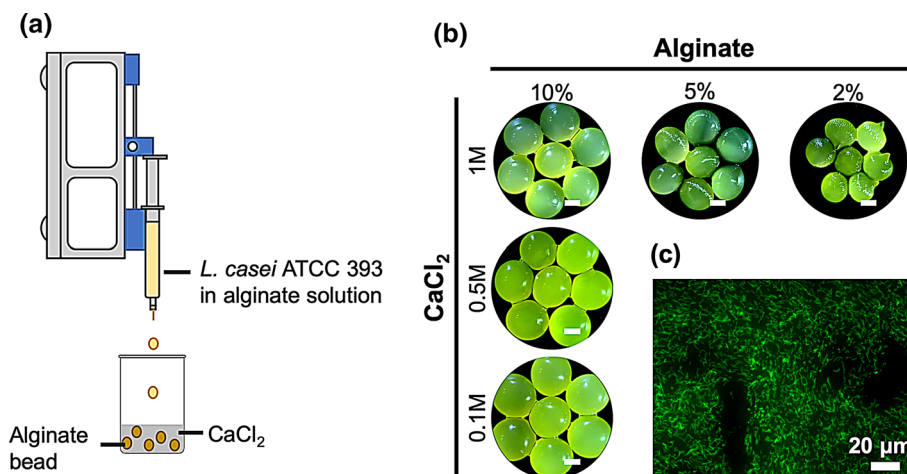 (a)
L. casei ATCC 393
in alginate solution
Alginate
bead
CaCl₂
(b)
Alginate
10%
5%
2%
CaCl₂
1M
0.5M
0.1M
(c)
20 µm